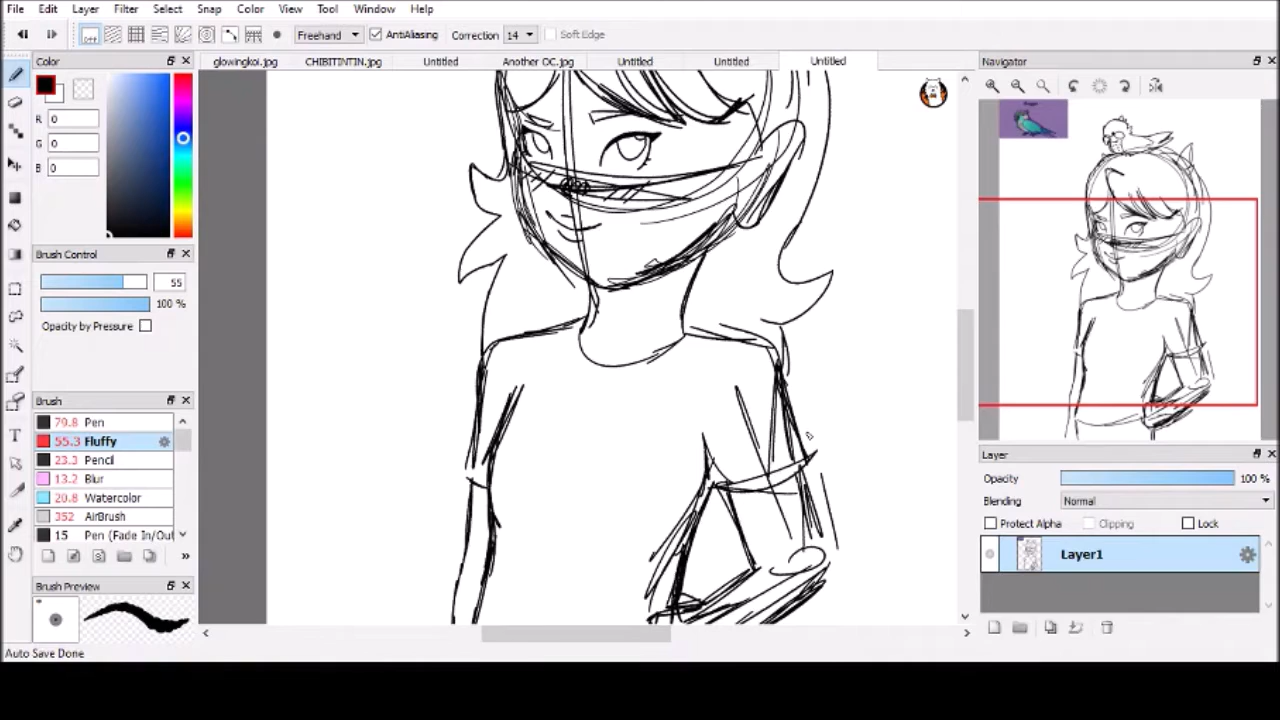 File Edit Layer Filter Select Snap Color View Tool Window Help
Off Freehand AntiAliasing Correction 14 Soft Edge
Color
glowingkoi.jpg CHIBITINTIN.jpg Untitled Another OC.jpg Untitled Untitled Untitled
Navigator
R 0
G 0
B 0
Brush Control
55
100 %
Opacity by Pressure
Brush
79.8 Pen
55.3 Fluffy
23.3 Pencil
13.2 Blur
20.8 Watercolor
352 AirBrush
15 Pen (Fade In/Out
Brush Preview
Layer
Opacity 100 %
Blending Normal
Protect Alpha Clipping Lock
Layer1
Auto Save Done